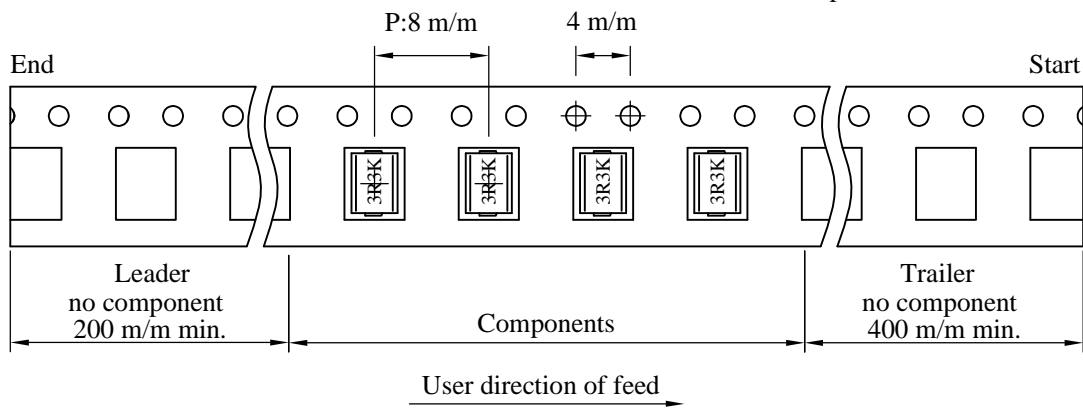 P:8 m/m
4 m/m
End
Start
3R3K
3R3K
3R3K
3R3K
Leader
no component
200 m/m min.
Components
Trailer
no component
400 m/m min.
User direction of feed